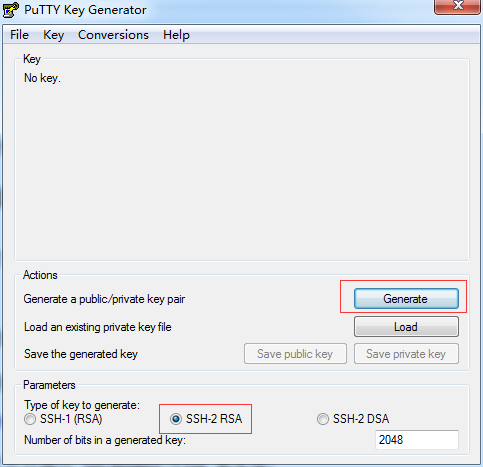 PuTTY Key Generator
File Key Conversions Help
Key
No key.
Actions
Generate a public/private key pair Generate
Load an existing private key file Load
Save the generated key Save public key Save private key
Parameters
Type of key to generate:
SSH-1 (RSA) SSH-2 RSA SSH-2 DSA
Number of bits in a generated key: 2048